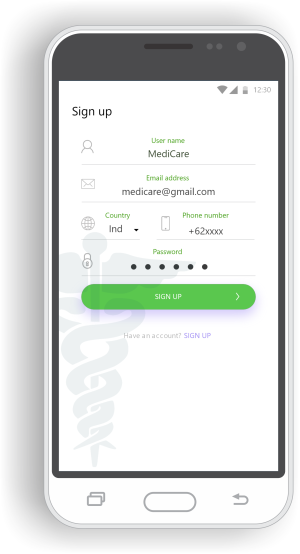 12:30
Sign up
User name
MediCare
Email address
medicare@gmail.com
Country Phone number
Ind +62xxxx
Password
SIGN UP
Have an account? SIGN UP